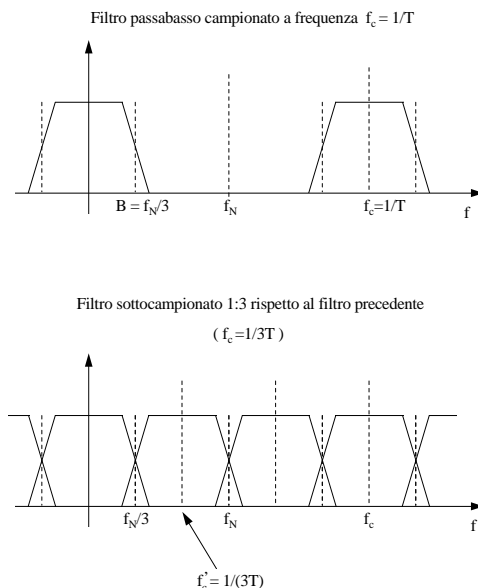 Filtro passabasso campionato a frequenza f_c = 1/T
B = f_N/3
f_N
f_c=1/T
f
Filtro sottocampionato 1:3 rispetto al filtro precedente
( f_c =1/3T )
f_N/3
f_N
f_c
f
f_c' = 1/(3T)